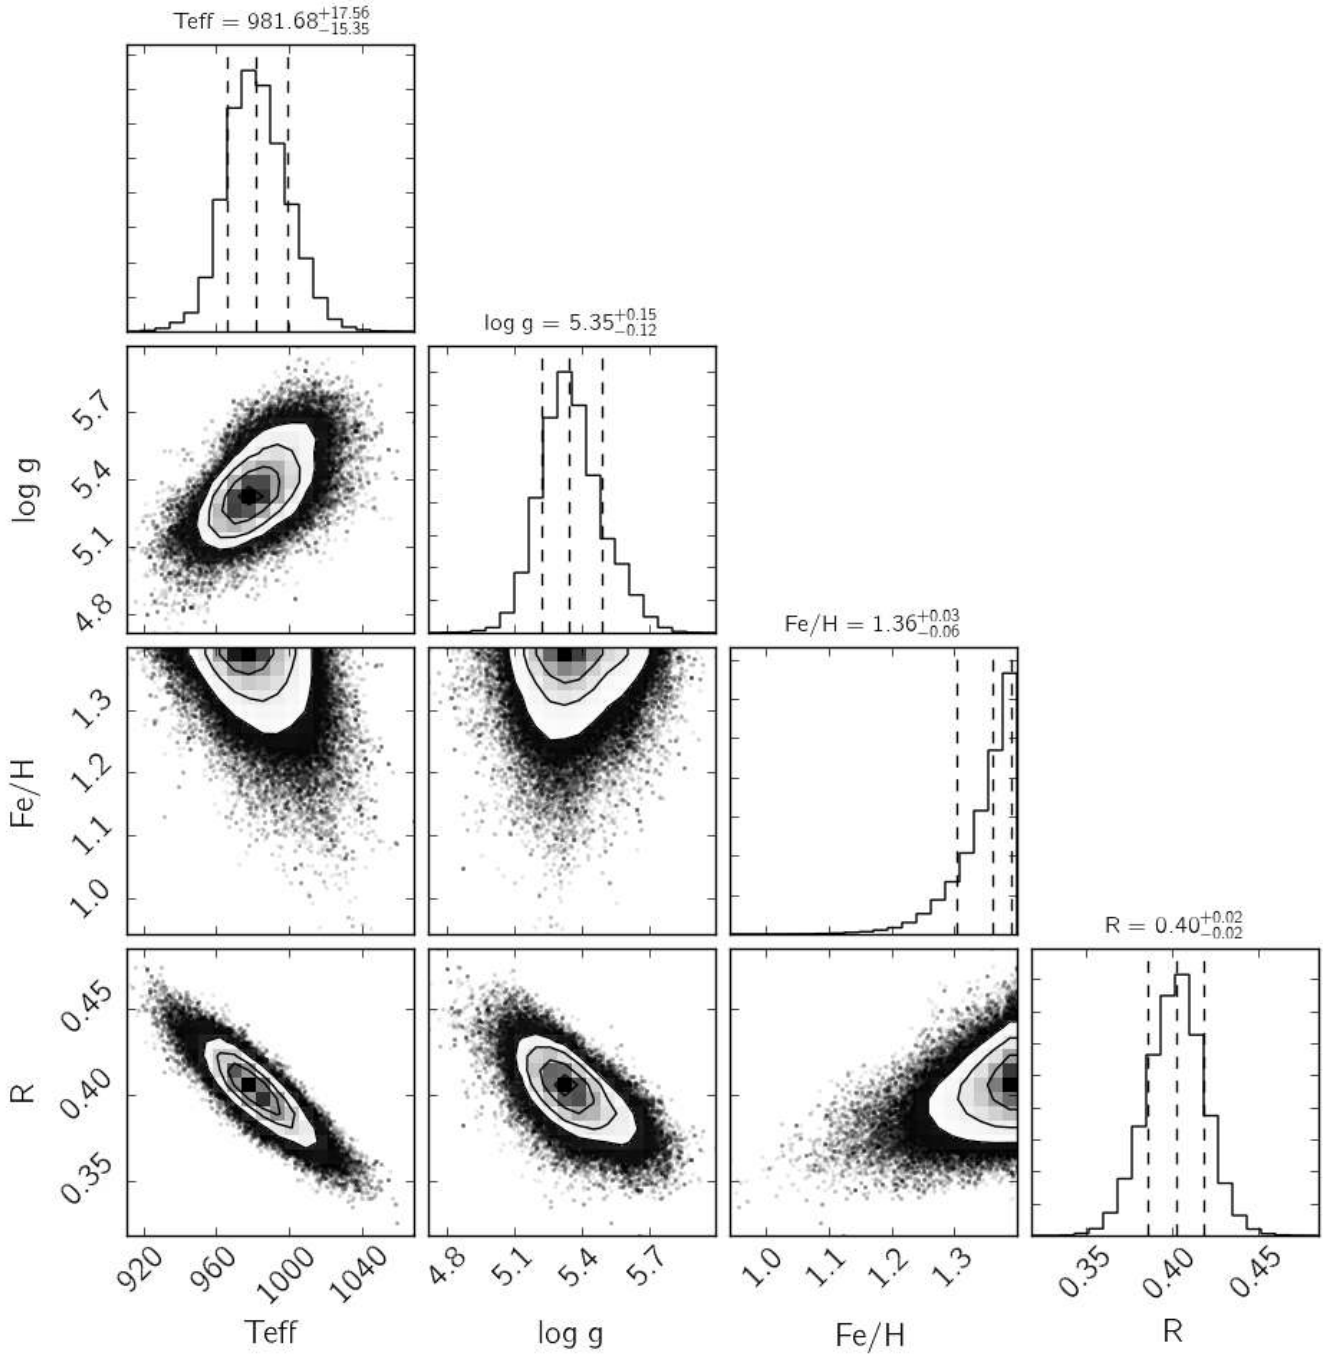 Teff = 981.68+17.56 −15.35
log g = 5.35+0.15 −0.12
5.7
5.4
5.1
4.8
log g
Fe/H = 1.36+0.03 −0.06
1.3
1.2
1.1
1.0
Fe/H
R = 0.40+0.02 −0.02
0.45
0.40
0.35
R
920 960 1000 1040 4.8 5.1 5.4 5.7 1.0 1.1 1.2 1.3 0.35 0.40 0.45
Teff log g Fe/H R